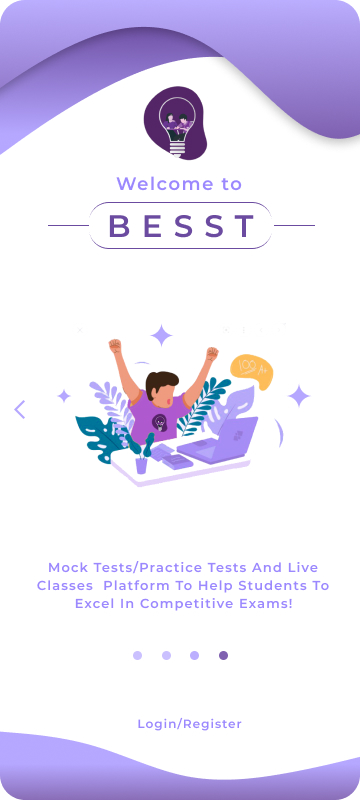 Welcome to
BESST
100 A+
Mock Tests/Practice Tests And Live
Classes Platform To Help Students To
Excel In Competitive Exams!
Login/Register